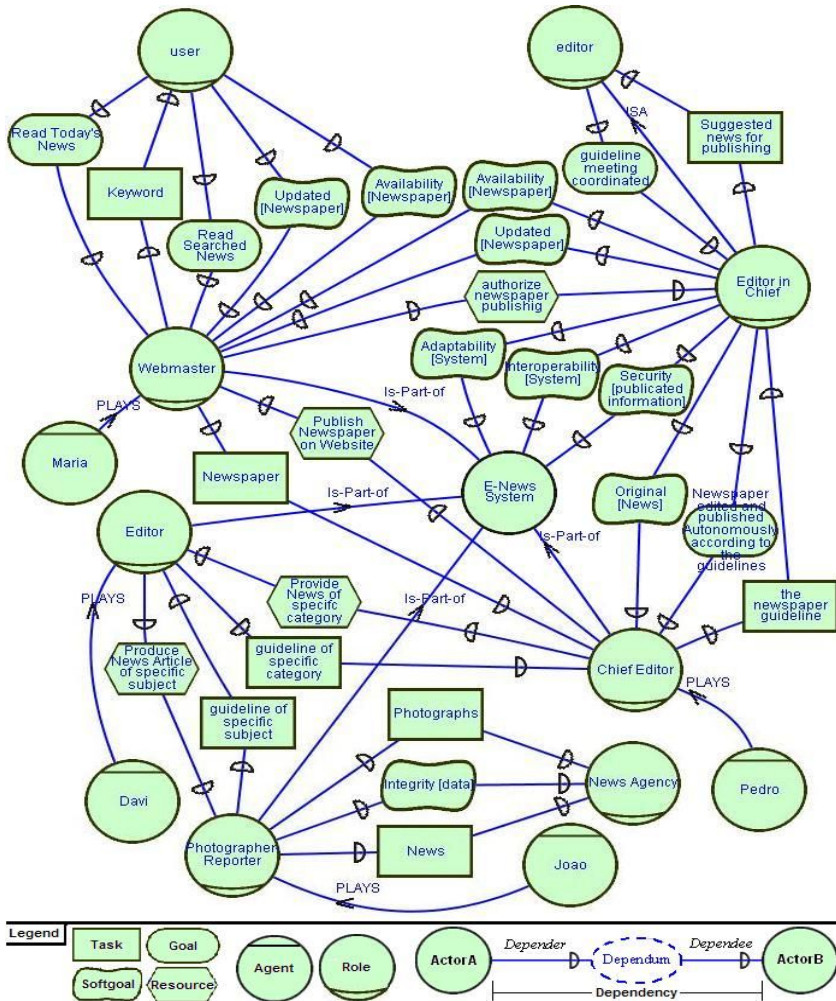 user
editor
Read Today's
News
Keyword
Updated
[Newspaper]
Availability
[Newspaper]
Read
Searched
News
Availability
[Newspaper]
Updated
[Newspaper]
authorize
newspaper
publishig
guideline
meeting
coordinated
ISA
Suggested
news for
publishing
Editor in
Chief
Webmaster
PLAYS
Maria
Is-Part-of
Adaptability
[System]
Interoperability
[System]
Security
[publicated
information]
Publish
Newspaper
on Website
Newspaper
E-News
System
Is-Part-of
Is-Part-of
Is-Part-of
Original
[News]
Newspaper
edited and
published
Autonomously
according to
the
guidelines
the
newspaper
guideline
Editor
PLAYS
Provide
News of
specifc
category
Produce
News Article
of specific
subject
guideline of
specific
category
guideline of
specific
subject
Chief Editor
PLAYS
Pedro
Davi
Photographs
Integrity [data]
News
News Agency
Photographer
Reporter
PLAYS
Joao
Legend
Task
Goal
Softgoal
Resource
Agent
Role
ActorA
Depender
Dependum
Dependee
ActorB
Dependency